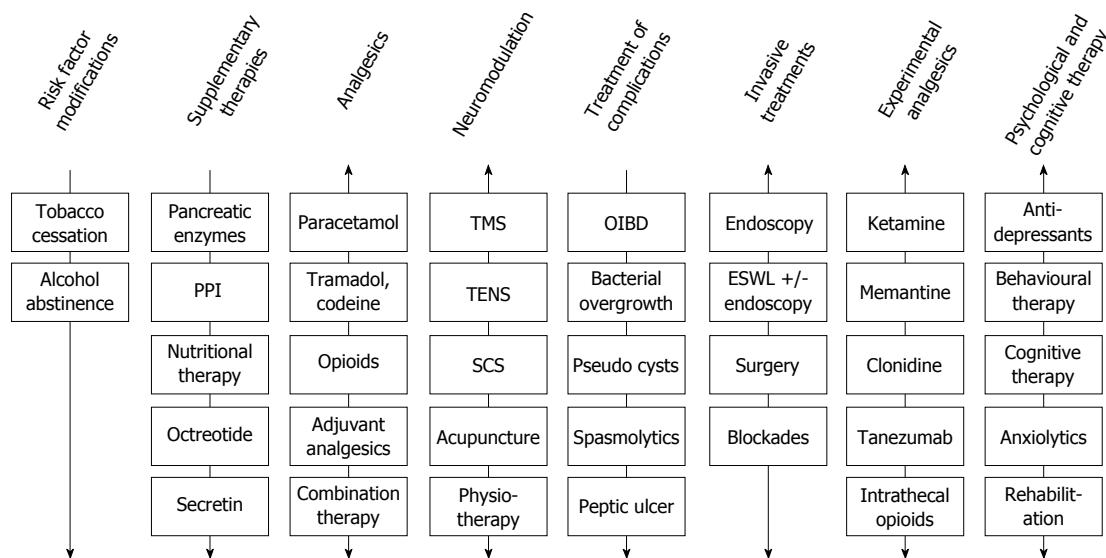 Risk factor
modifications
Supplementary
therapies
Analgesics
Neuromodulation
Treatment of
complications
Invasive
treatments
Experimental
analgesics
Psychological and
cognitive therapy
Tobacco
cessation
Alcohol
abstinence
Pancreatic
enzymes
PPI
Nutritional
therapy
Octreotide
Secretin
Paracetamol
Tramadol,
codeine
Opioids
Adjuvant
analgesics
Combination
therapy
TMS
TENS
SCS
Acupuncture
Physio-
therapy
OIBD
Bacterial
overgrowth
Pseudo cysts
Spasmolytics
Peptic ulcer
Endoscopy
ESWL +/-
endoscopy
Surgery
Blockades
Ketamine
Memantine
Clonidine
Tanezumab
Intrathecal
opioids
Anti-
depressants
Behavioural
therapy
Cognitive
therapy
Anxiolytics
Rehabilit-
ation